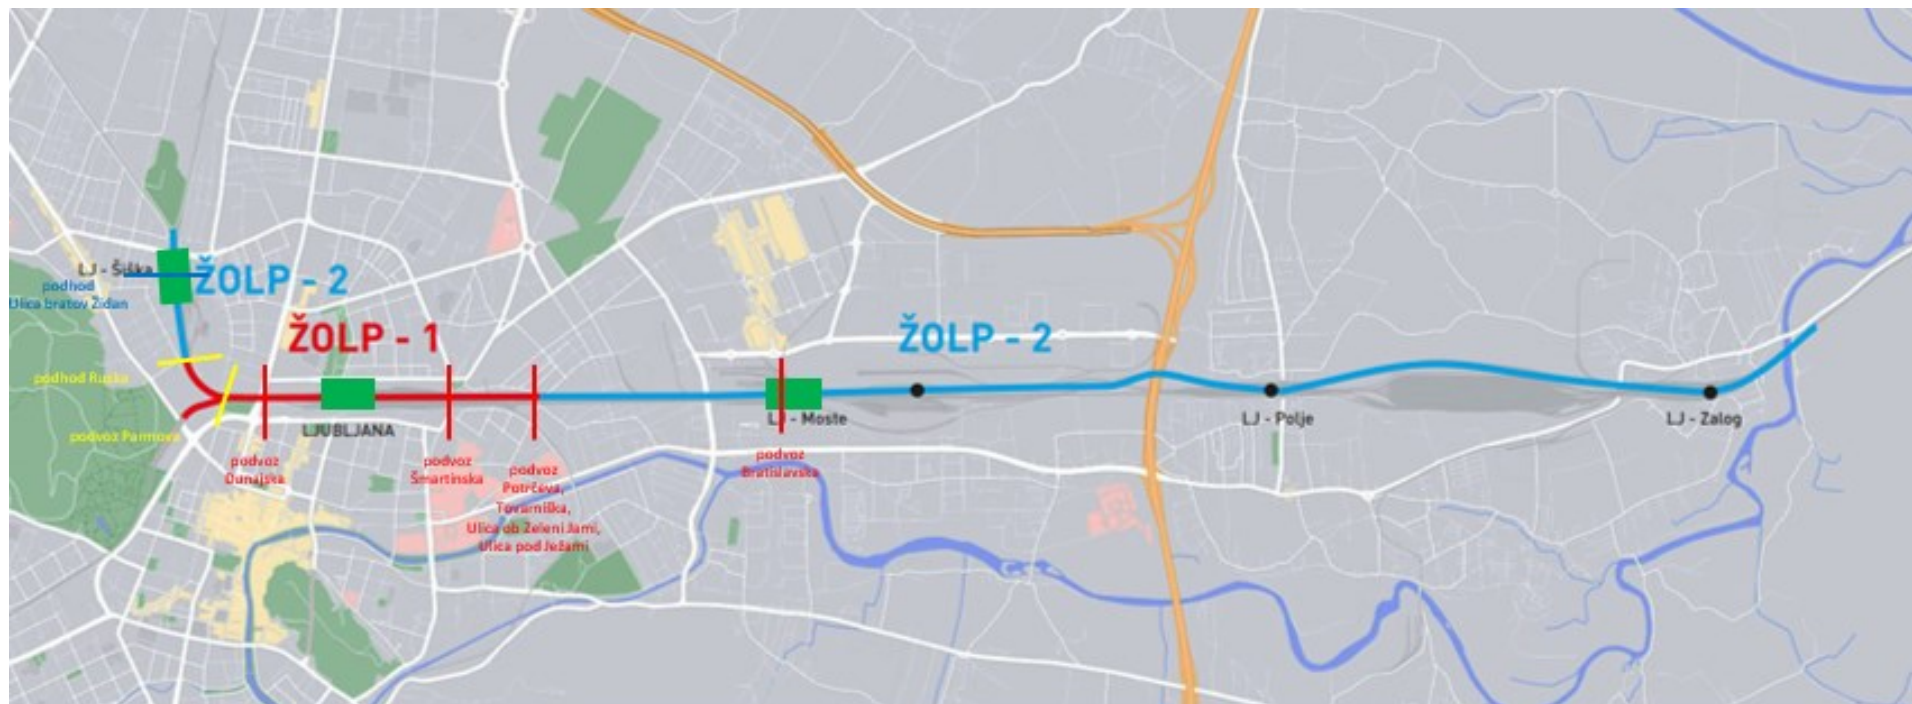 LJ - Šiška
podhod
Ulica bratov Židan
ŽOLP - 2
ŽOLP - 1
ŽOLP - 2
podhod Ruska
podvoz Parmova
LJUBLJANA
LJ - Moste
LJ - Polje
LJ - Zalog
podvoz
Dunajska
podvoz
Šmartinska
podvoz
Potrčeva,
Tovarniška,
Ulica ob Zeleni Jami,
Ulica pod Ježami
podvoz
Bratislavska